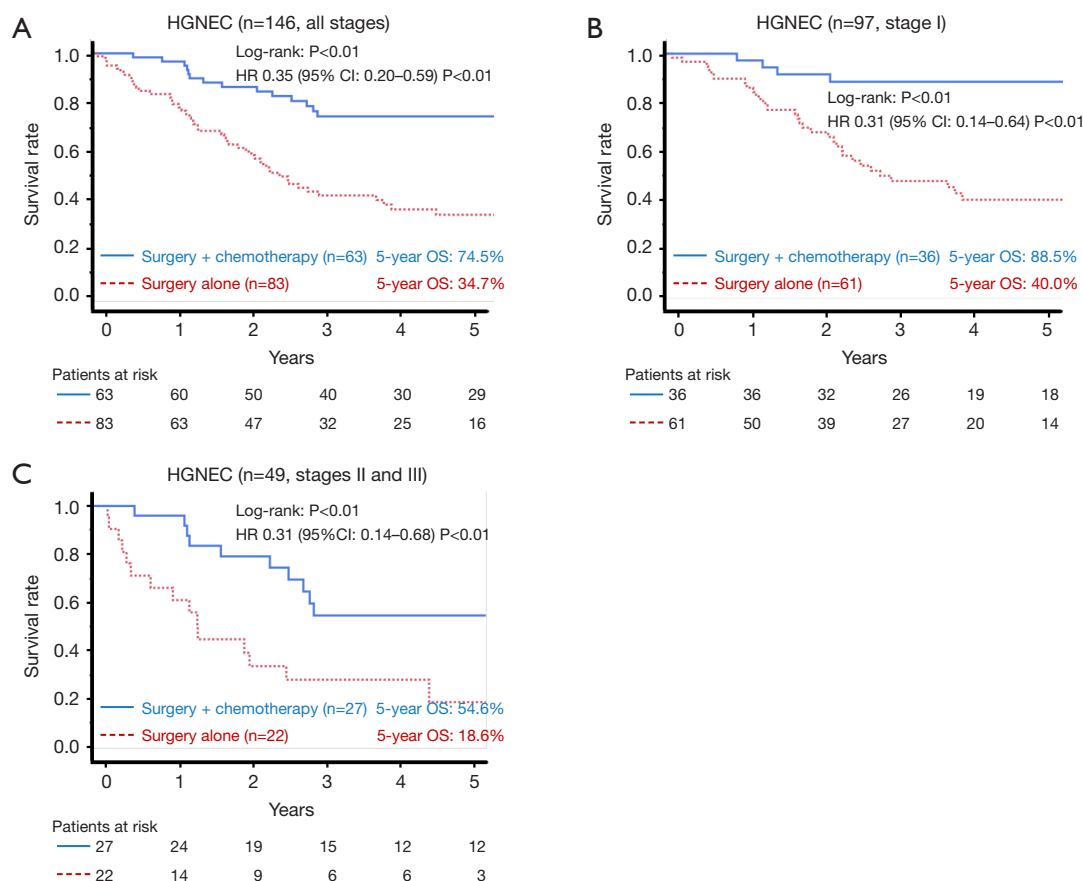 A
HGNEC (n=146, all stages)
Log-rank: P<0.01
HR 0.35 (95% CI: 0.20–0.59) P<0.01
Survival rate
1.0
0.8
0.6
0.4
0.2
0.0
Surgery + chemotherapy (n=63) 5-year OS: 74.5%
Surgery alone (n=83) 5-year OS: 34.7%
0 1 2 3 4 5
Years
Patients at risk
63 60 50 40 30 29
83 63 47 32 25 16
B
HGNEC (n=97, stage I)
Log-rank: P<0.01
HR 0.31 (95% CI: 0.14–0.64) P<0.01
Survival rate
1.0
0.8
0.6
0.4
0.2
0.0
Surgery + chemotherapy (n=36) 5-year OS: 88.5%
Surgery alone (n=61) 5-year OS: 40.0%
0 1 2 3 4 5
Years
Patients at risk
36 36 32 26 19 18
61 50 39 27 20 14
C
HGNEC (n=49, stages II and III)
Log-rank: P<0.01
HR 0.31 (95%CI: 0.14–0.68) P<0.01
Survival rate
1.0
0.8
0.6
0.4
0.2
0.0
Surgery + chemotherapy (n=27) 5-year OS: 54.6%
Surgery alone (n=22) 5-year OS: 18.6%
0 1 2 3 4 5
Years
Patients at risk
27 24 19 15 12 12
22 14 9 6 6 3